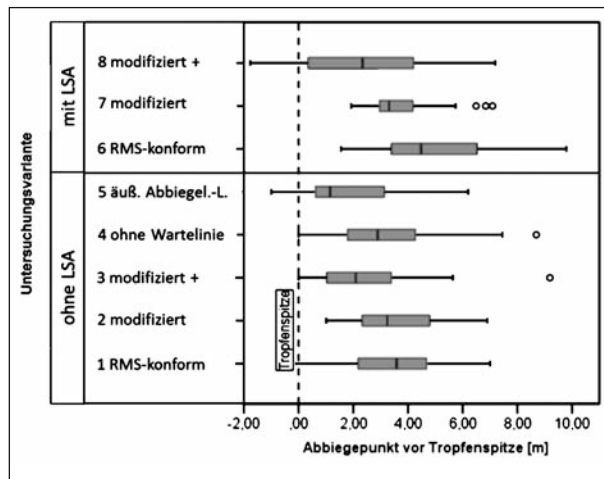 Untersuchungsvariante
mit LSA
8 modifiziert +
7 modifiziert
6 RMS-konform
ohne LSA
5 äuß. Abbiegel.-L.
4 ohne Wartelinie
3 modifiziert +
2 modifiziert
1 RMS-konform
Tropfenspitze
-2,00 ,00 2,00 4,00 6,00 8,00 10,00
Abbiegepunkt vor Tropfenspitze [m]